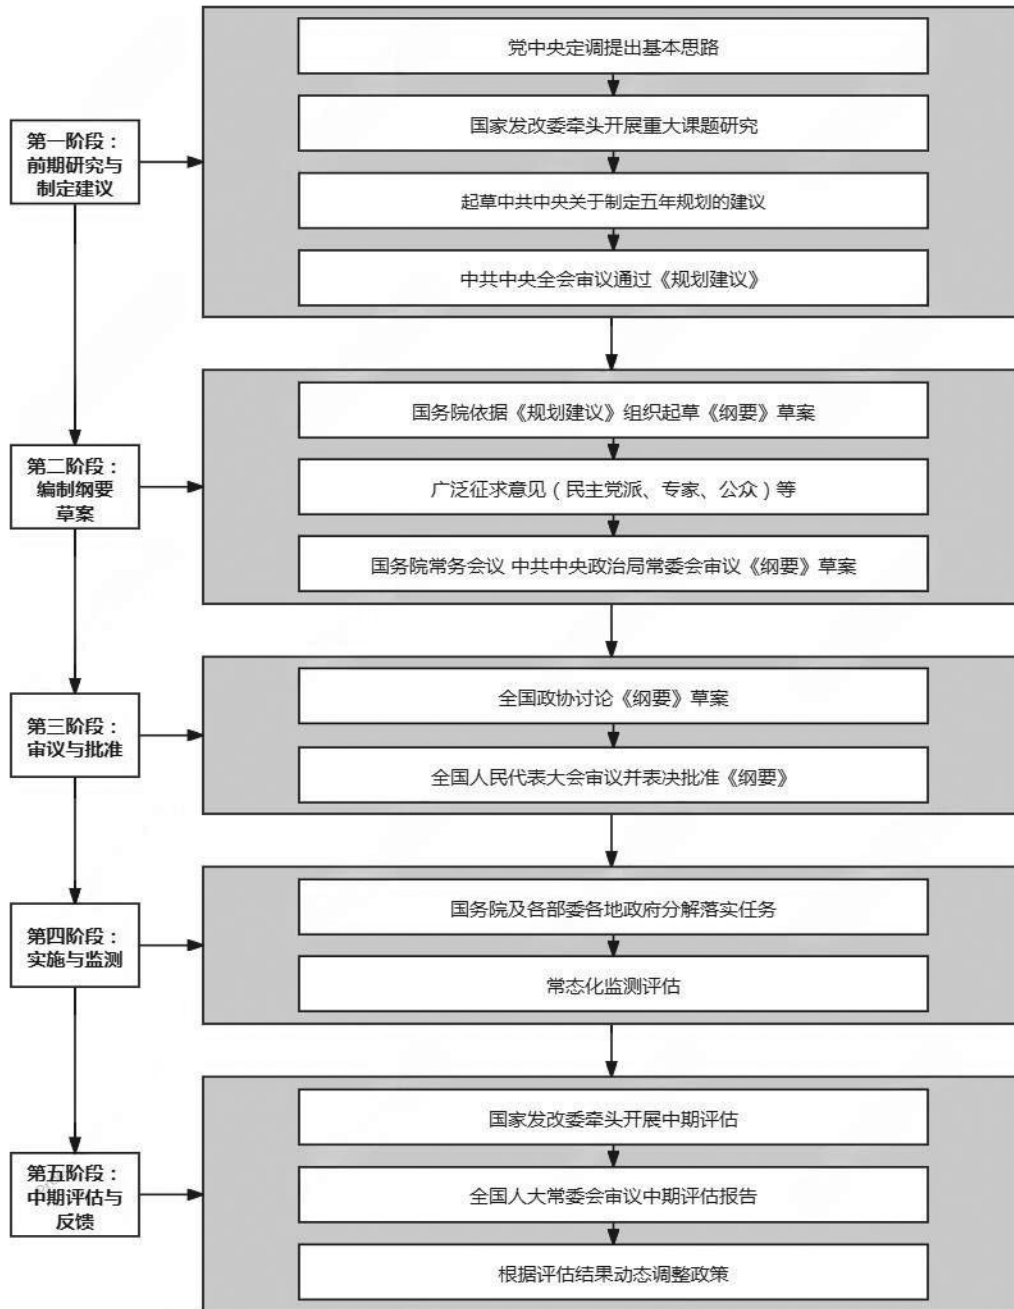 第一阶段：
前期研究与
制定建议
党中央定调提出基本思路
国家发改委牵头开展重大课题研究
起草中共中央关于制定五年规划的建议
中共中央全会审议通过《规划建议》
第二阶段：
编制纲要
草案
国务院依据《规划建议》组织起草《纲要》草案
广泛征求意见（民主党派、专家、公众）等
国务院常务会议 中共中央政治局常委会审议《纲要》草案
第三阶段：
审议与批准
全国政协讨论《纲要》草案
全国人民代表大会审议并表决批准《纲要》
第四阶段：
实施与监测
国务院及各部委各地政府分解落实任务
常态化监测评估
第五阶段：
中期评估与
反馈
国家发改委牵头开展中期评估
全国人大常委会审议中期评估报告
根据评估结果动态调整政策